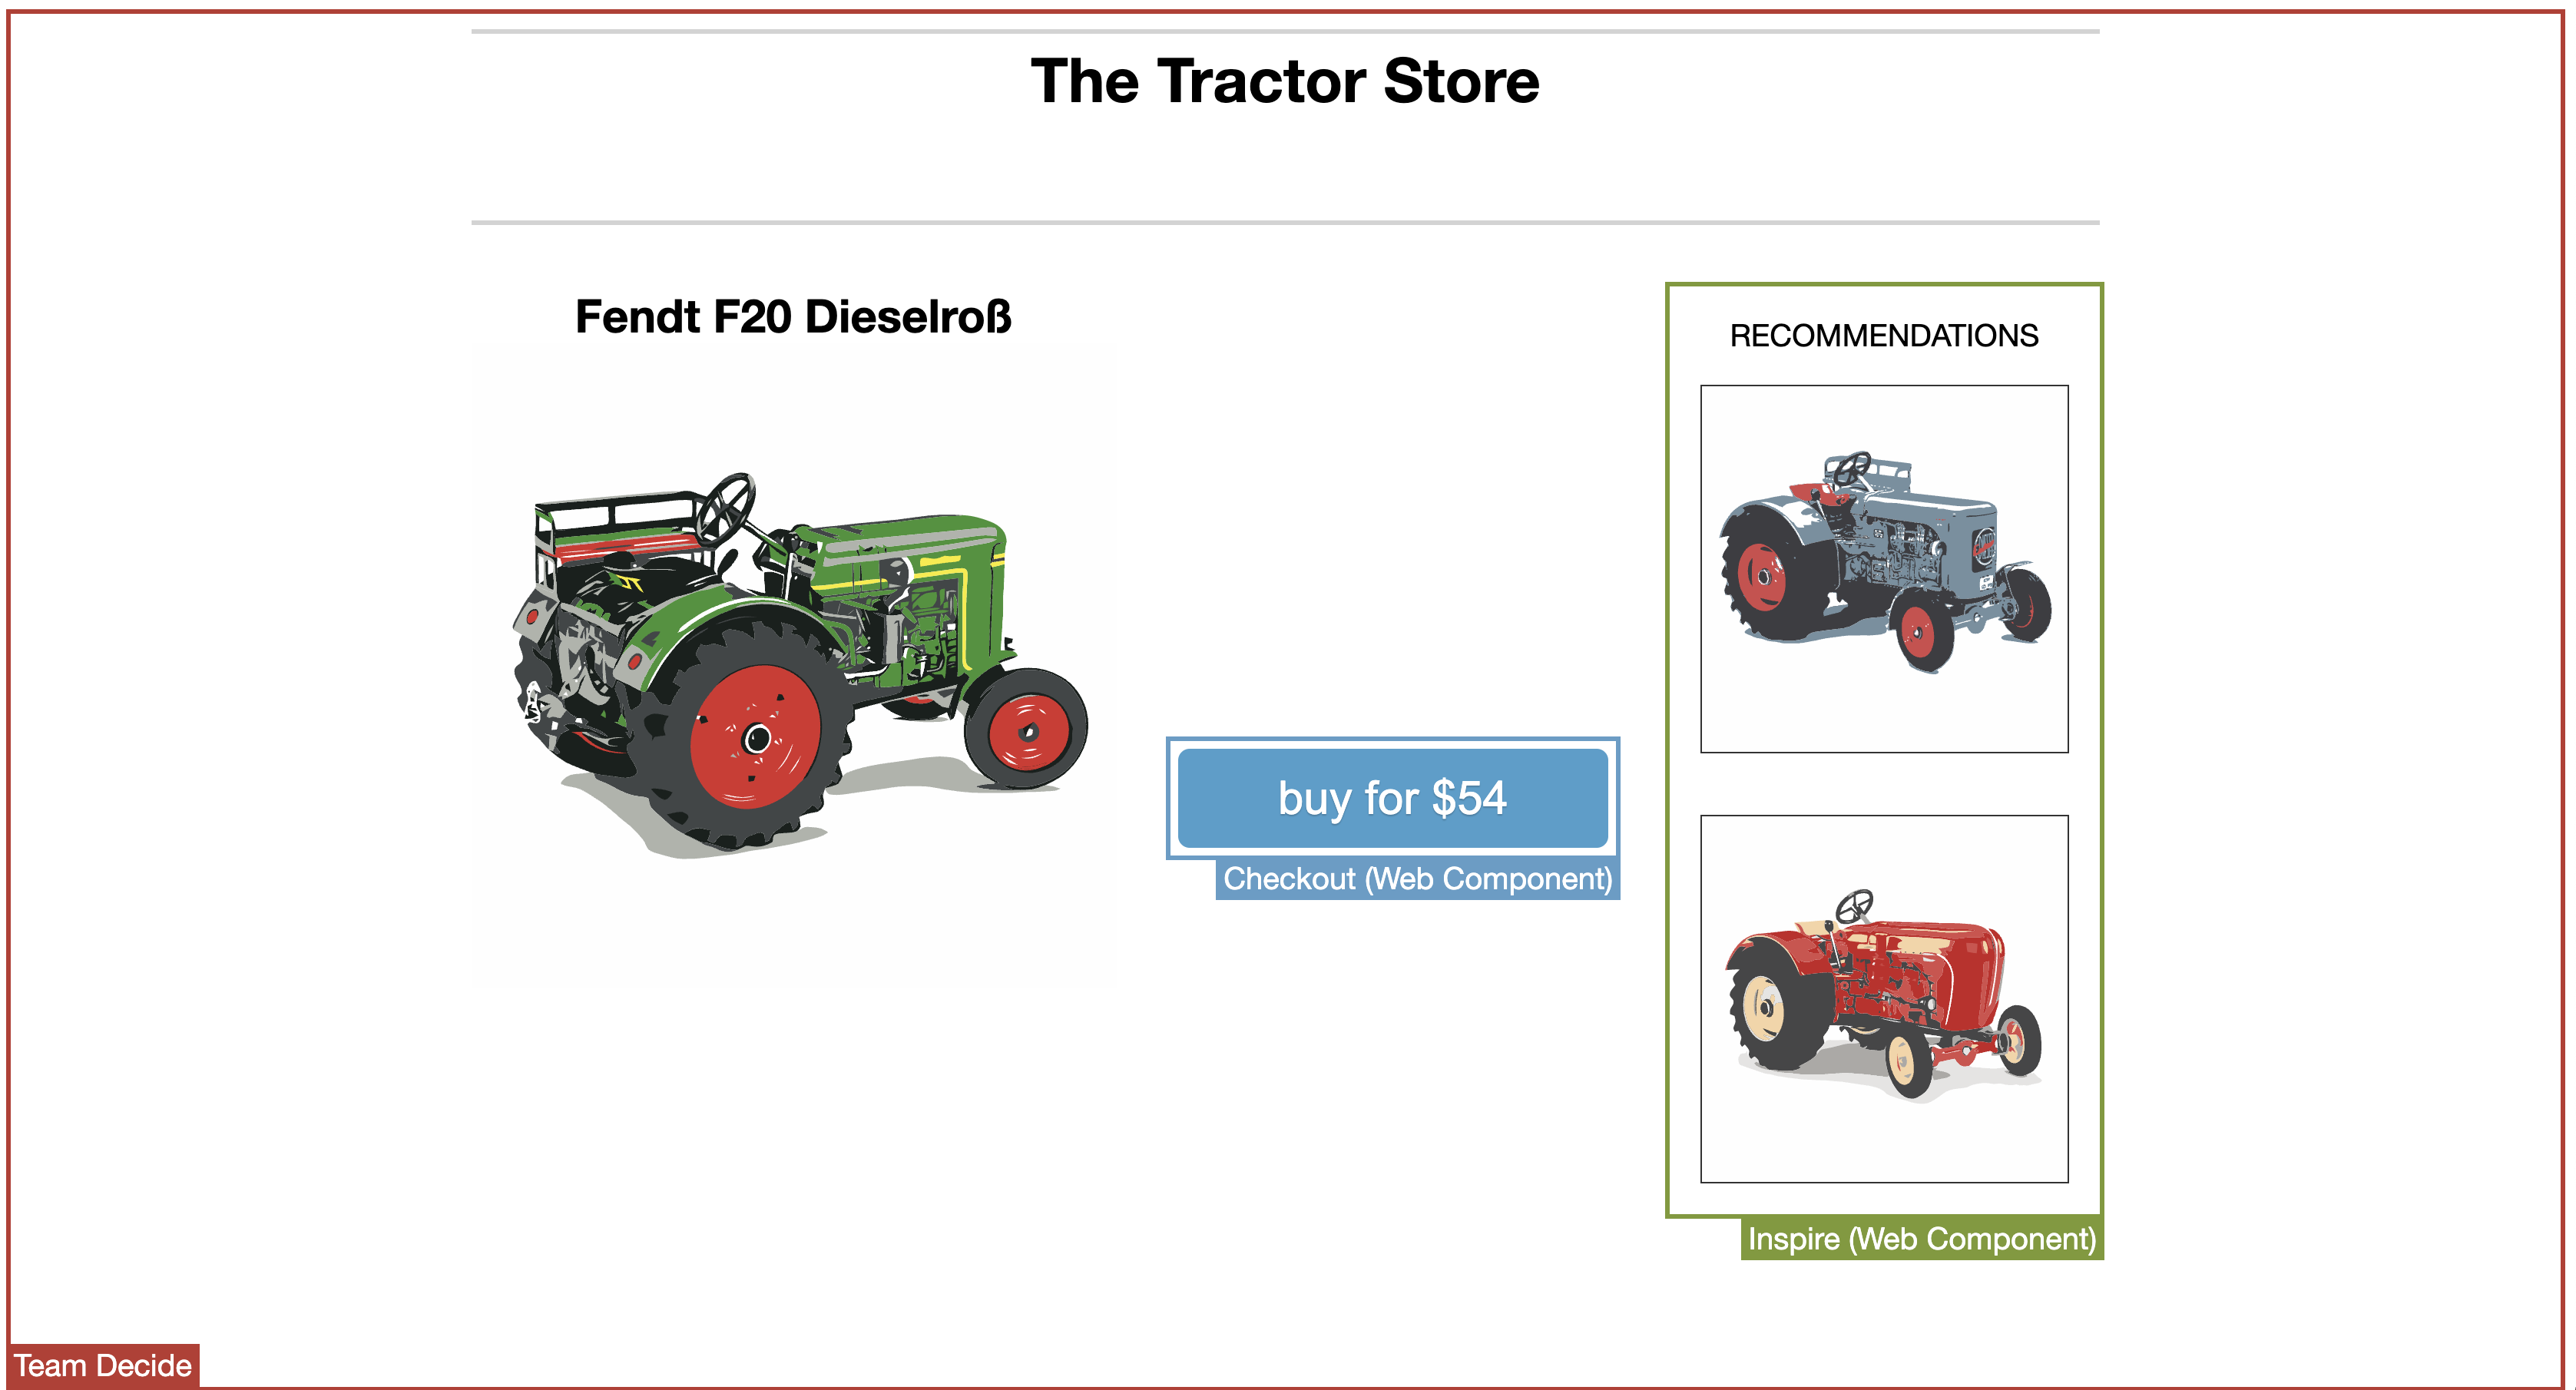 The Tractor Store
Fendt F20 Dieselroß
buy for $54
Checkout (Web Component)
RECOMMENDATIONS
Inspire (Web Component)
Team Decide